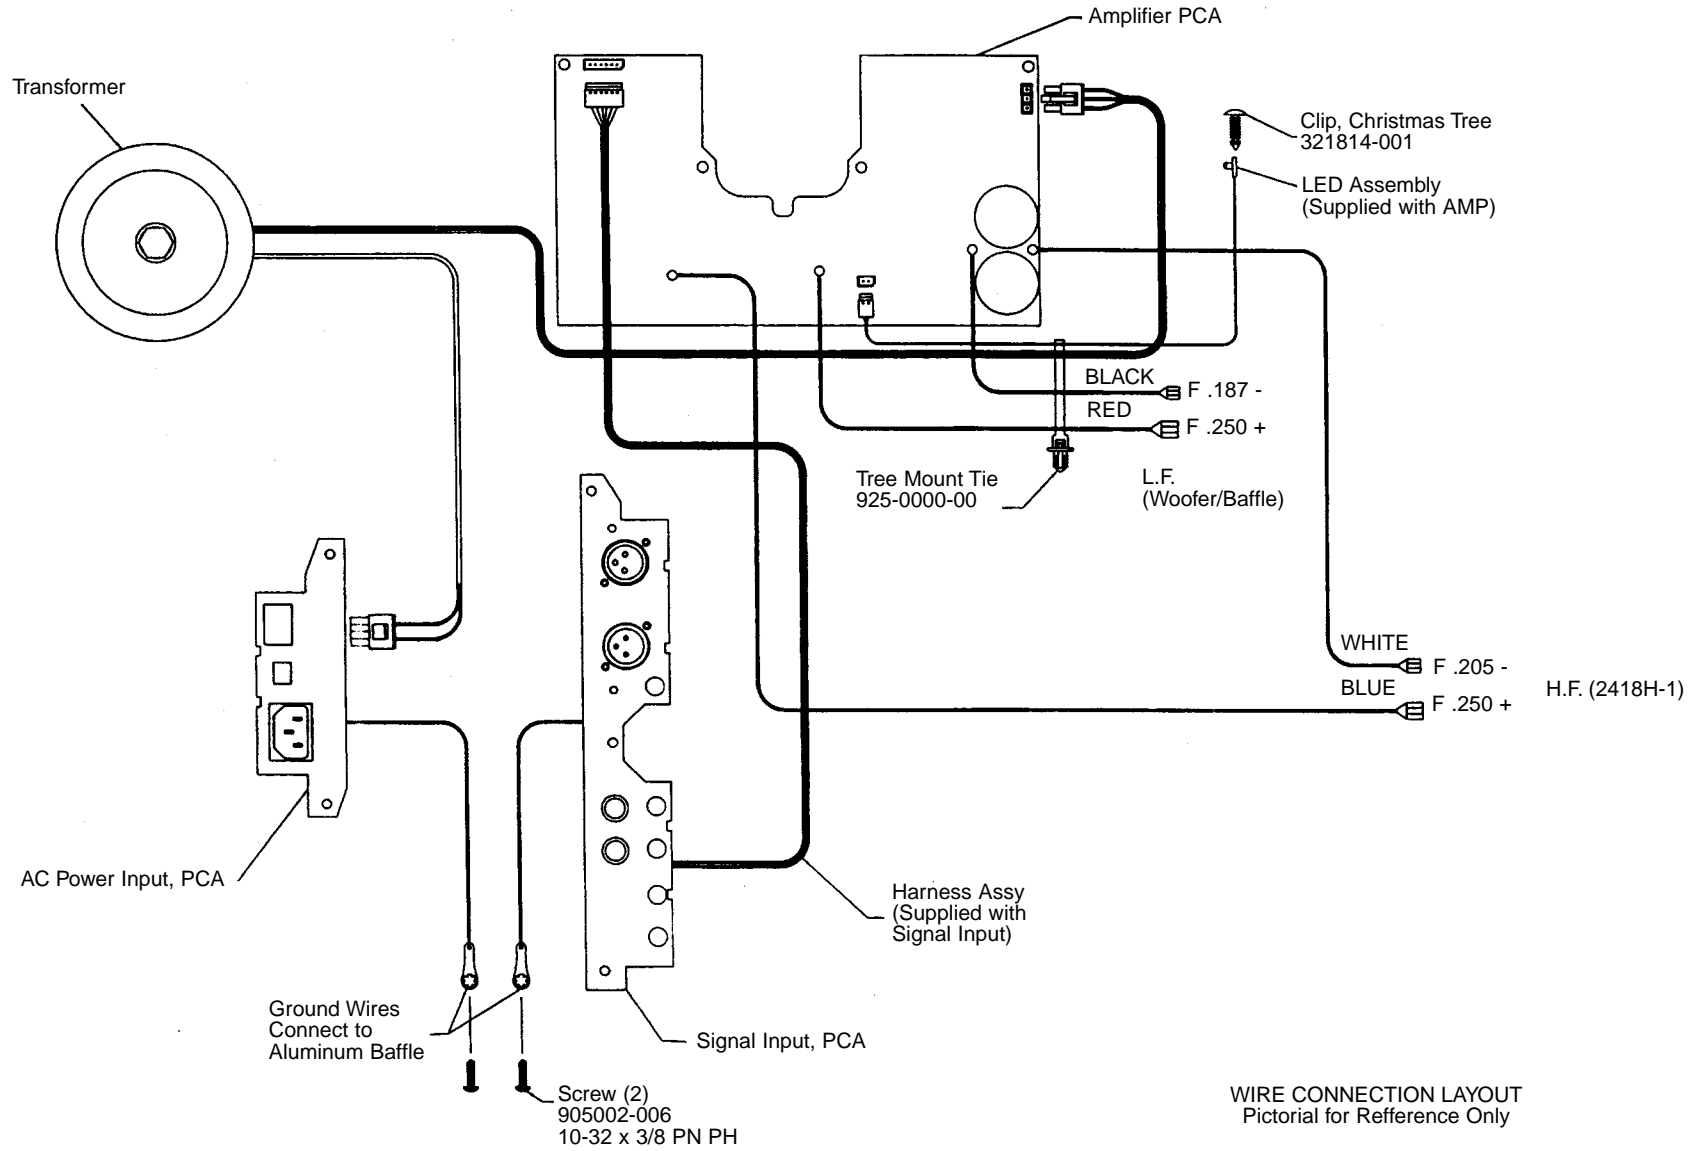 Amplifier PCA
Transformer
Clip, Christmas Tree
321814-001
LED Assembly
(Supplied with AMP)
BLACK
F .187 -
RED
F .250 +
Tree Mount Tie
925-0000-00
L.F.
(Woofer/Baffle)
WHITE
F .205 -
BLUE
F .250 +
H.F. (2418H-1)
AC Power Input, PCA
Harness Assy
(Supplied with
Signal Input)
Ground Wires
Connect to
Aluminum Baffle
Signal Input, PCA
Screw (2)
905002-006
10-32 x 3/8 PN PH
WIRE CONNECTION LAYOUT
Pictorial for Refference Only